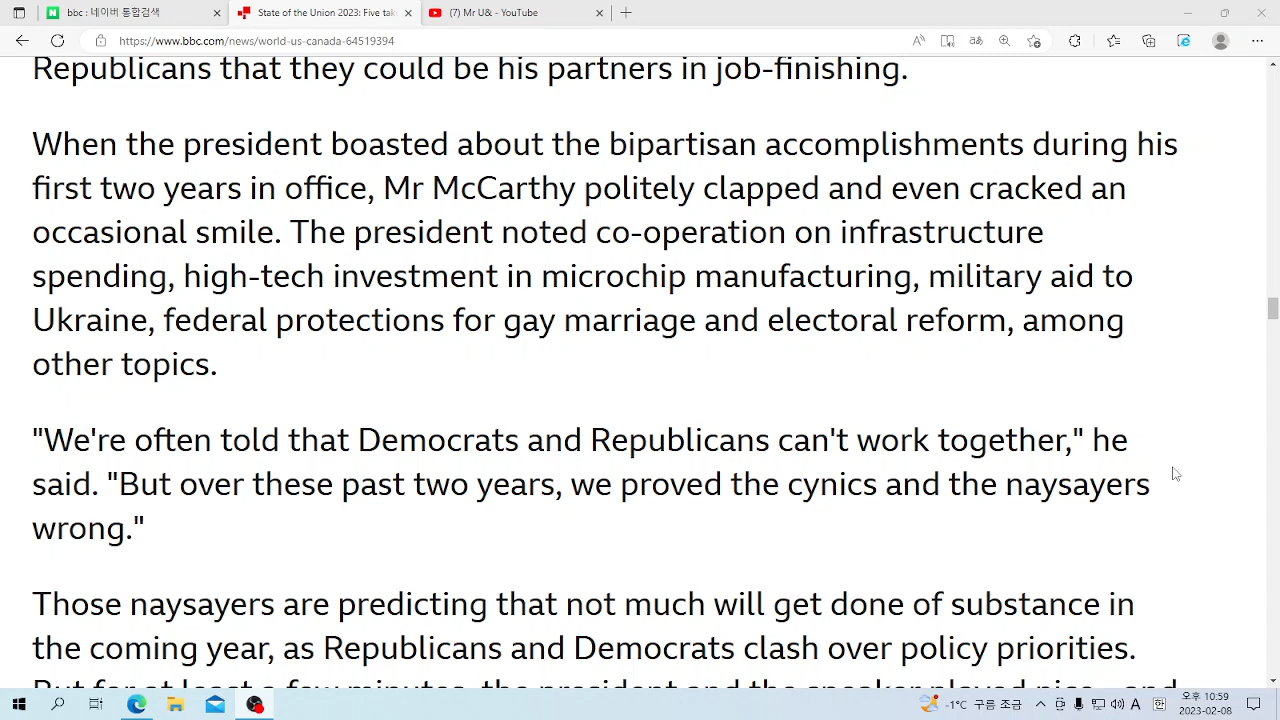 bbc : 네이버 통합검색
State of the Union 2023: Five tak
(7) Mr U& - YouTube
https://www.bbc.com/news/world-us-canada-64519394
Republicans that they could be his partners in job-finishing.
When the president boasted about the bipartisan accomplishments during his
first two years in office, Mr McCarthy politely clapped and even cracked an
occasional smile. The president noted co-operation on infrastructure
spending, high-tech investment in microchip manufacturing, military aid to
Ukraine, federal protections for gay marriage and electoral reform, among
other topics.
"We're often told that Democrats and Republicans can't work together," he
said. "But over these past two years, we proved the cynics and the naysayers
wrong."
Those naysayers are predicting that not much will get done of substance in
the coming year, as Republicans and Democrats clash over policy priorities.
-1°C 구름 조금
A
오후 10:59
2023-02-08